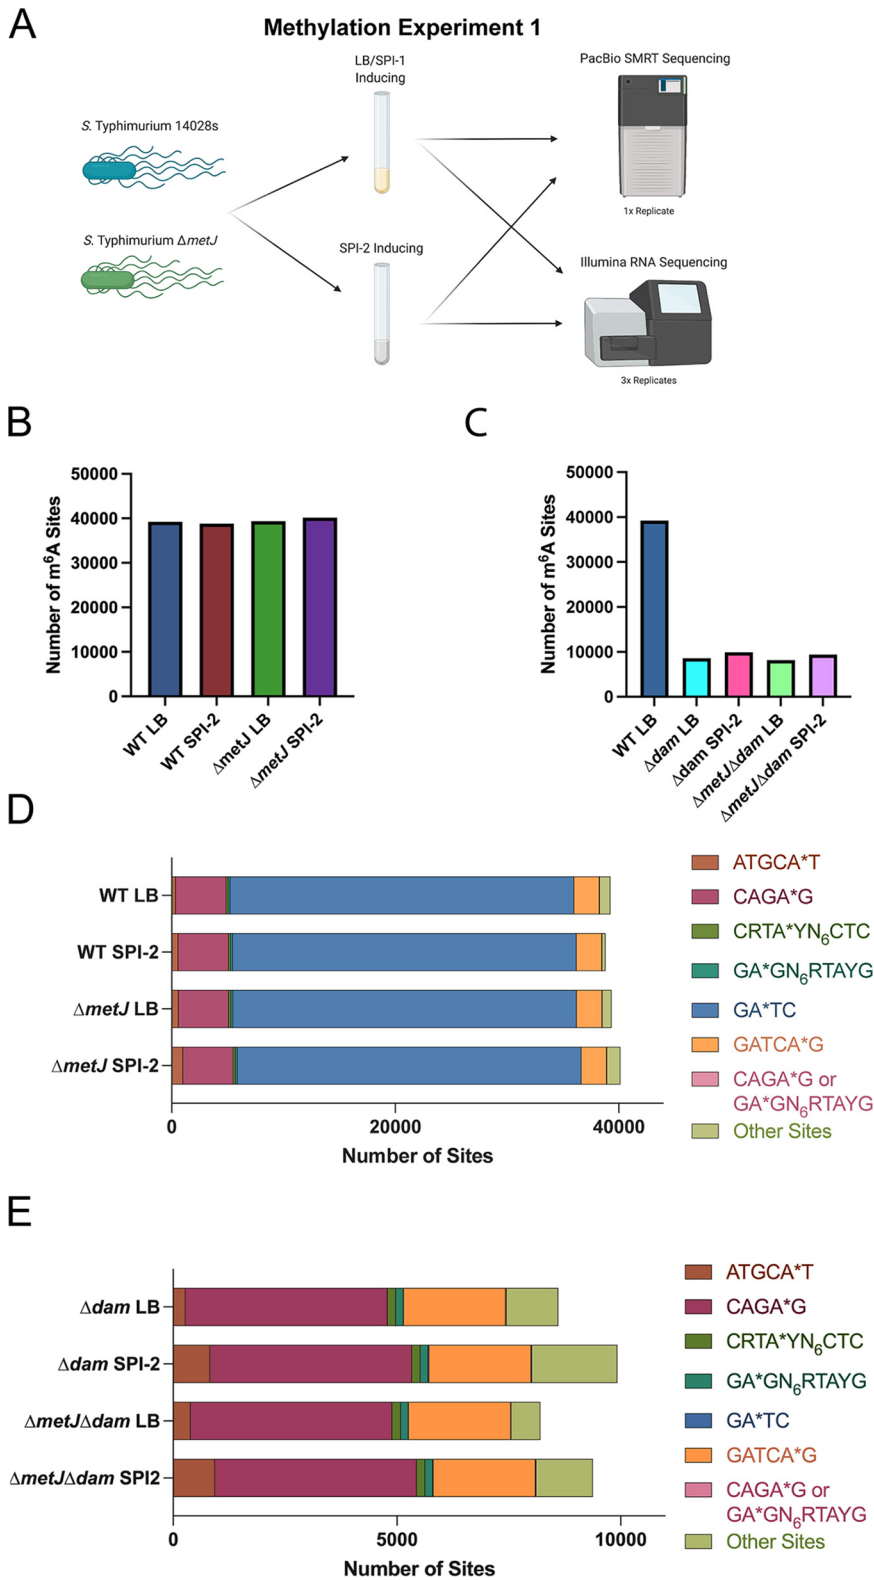 A
Methylation Experiment 1
LB/SPI-1
Inducing
PacBio SMRT Sequencing
S. Typhimurium 14028s
1x Replicate
S. Typhimurium ΔmetJ
SPI-2 Inducing
Illumina RNA Sequencing
3x Replicates
B
Number of m⁶A Sites
50000
40000
30000
20000
10000
0
WT LB
WT SPI-2
ΔmetJ LB
ΔmetJ SPI-2
C
Number of m⁶A Sites
50000
40000
30000
20000
10000
0
WT LB
Δdam LB
Δdam SPI-2
ΔmetJΔdam LB
ΔmetJΔdam SPI-2
D
WT LB
WT SPI-2
ΔmetJ LB
ΔmetJ SPI-2
0
20000
40000
Number of Sites
ATGCA*T
CAGA*G
CRTA*YN₆CTC
GA*GN₆RTAYG
GA*TC
GATCA*G
CAGA*G or
GA*GN₆RTAYG
Other Sites
E
Δdam LB
Δdam SPI-2
ΔmetJΔdam LB
ΔmetJΔdam SPI2
0
5000
10000
Number of Sites
ATGCA*T
CAGA*G
CRTA*YN₆CTC
GA*GN₆RTAYG
GA*TC
GATCA*G
CAGA*G or
GA*GN₆RTAYG
Other Sites